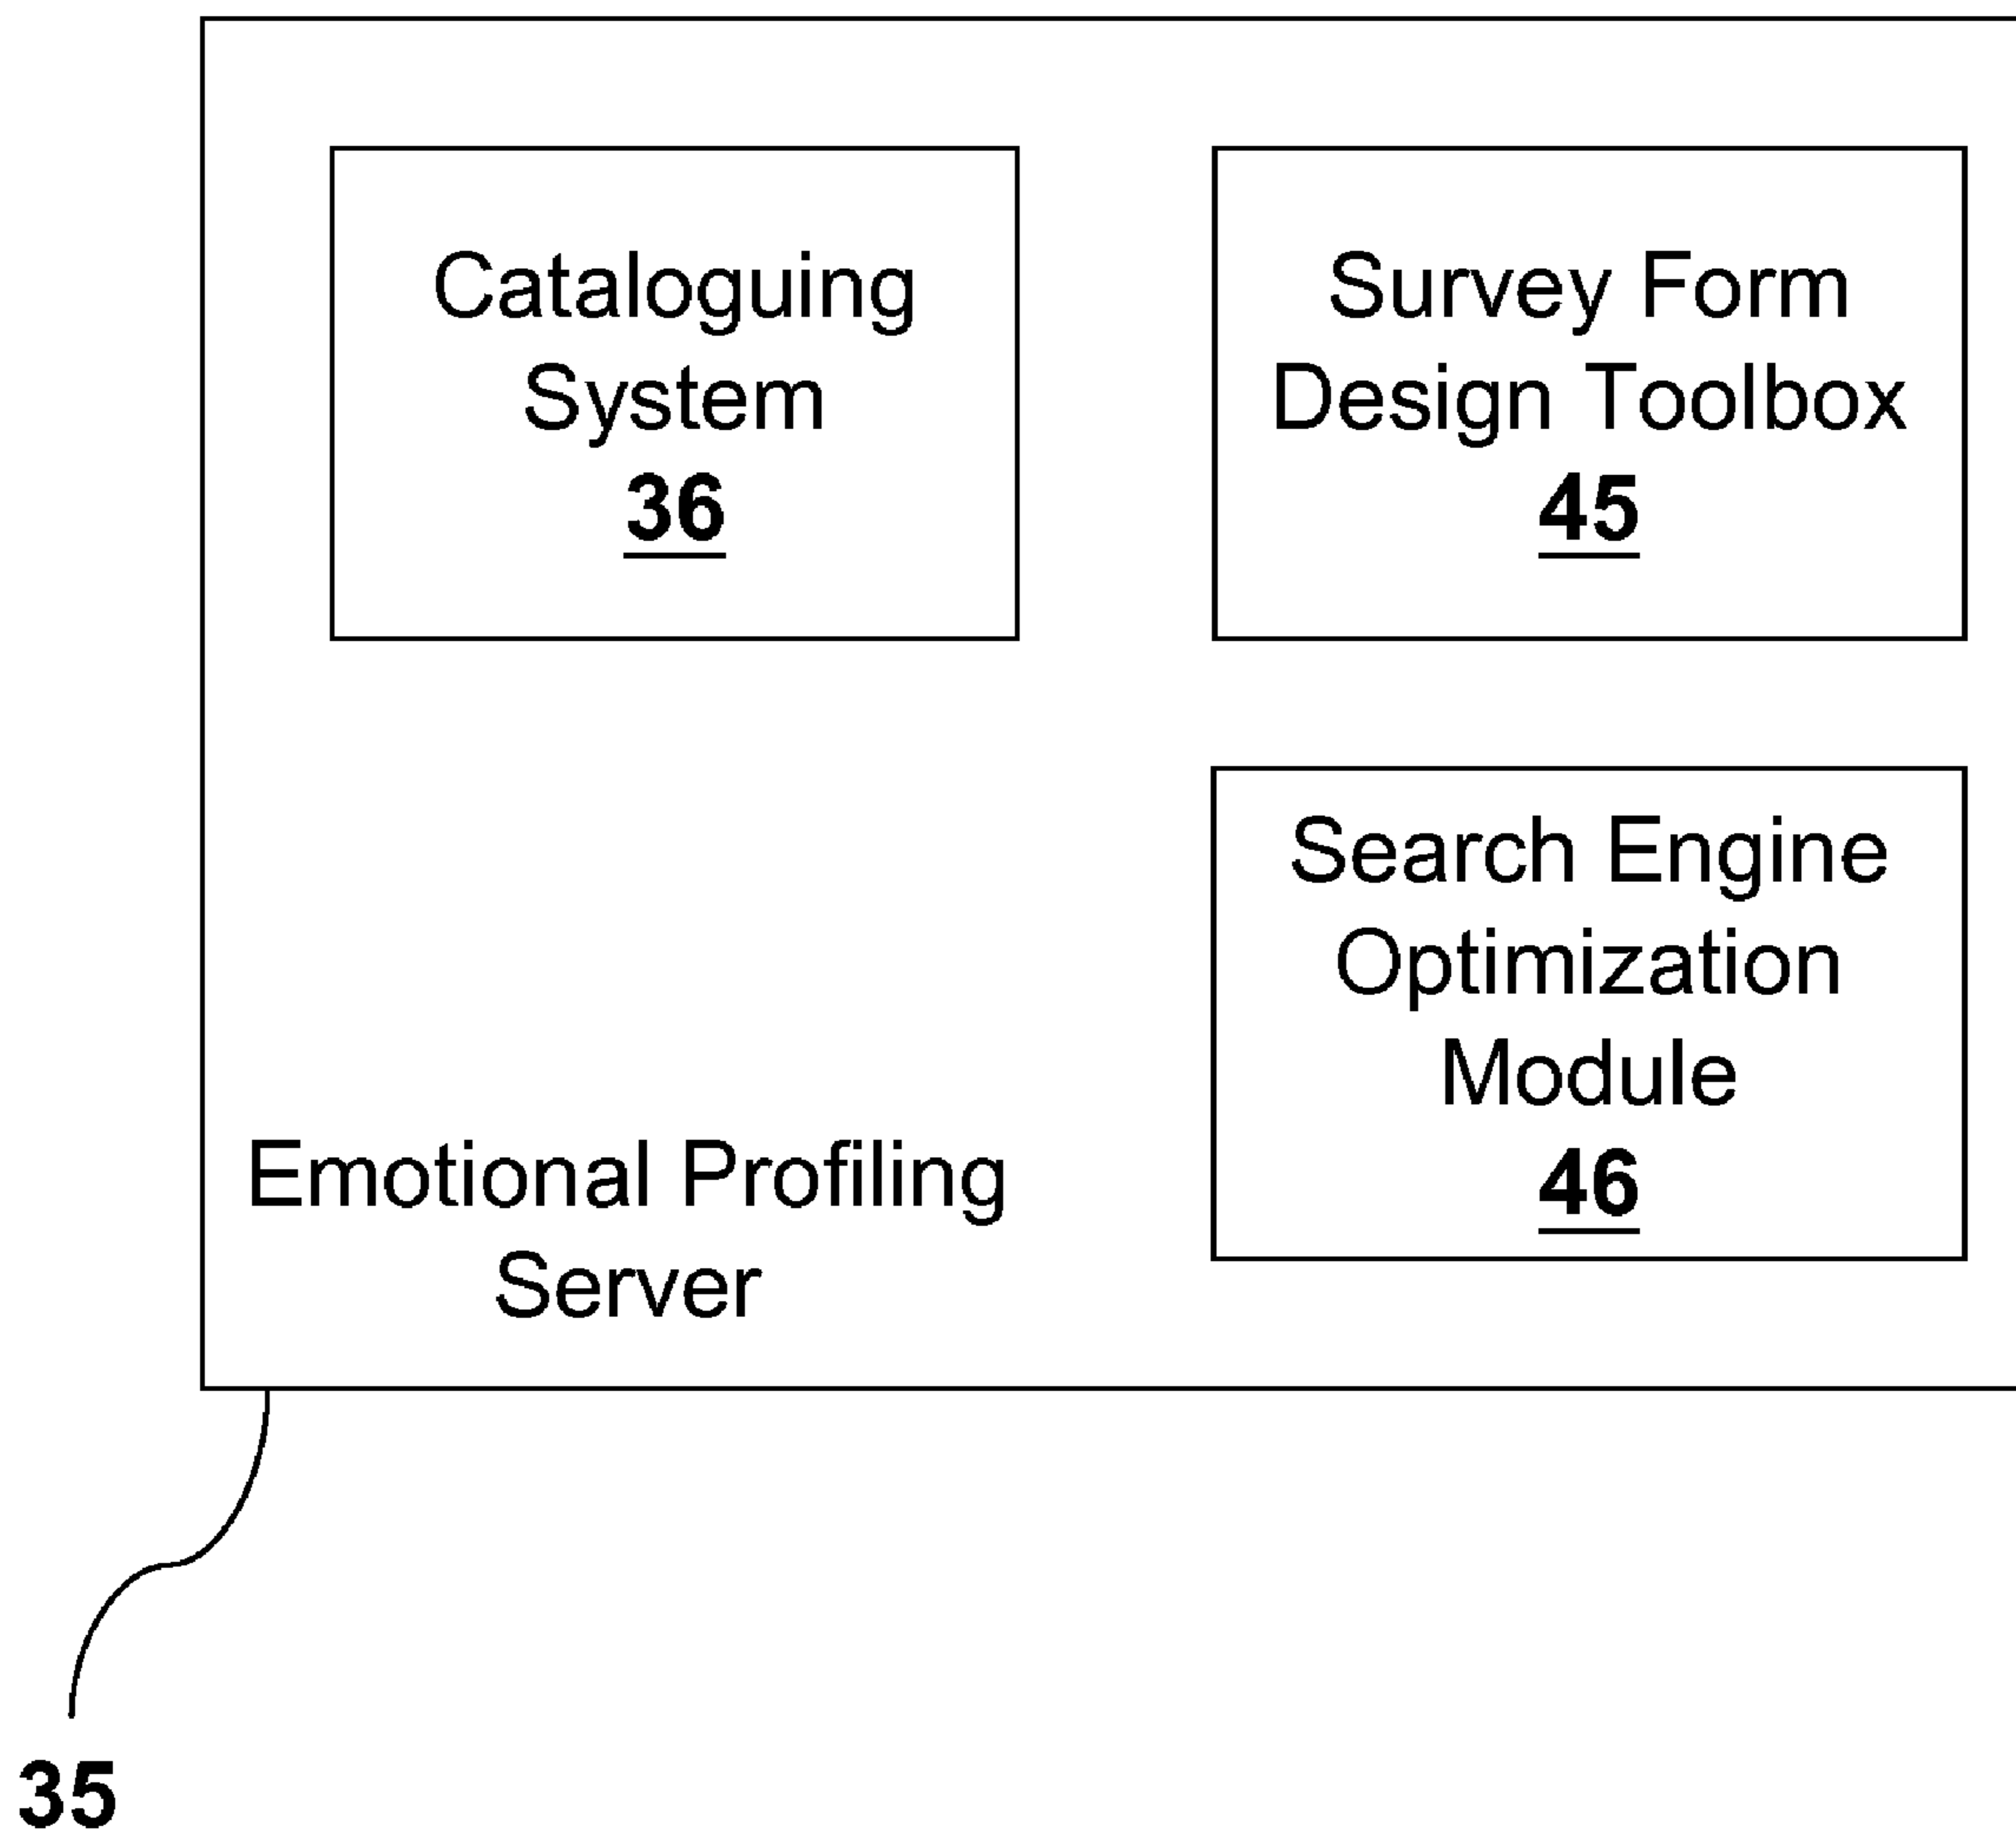 Cataloguing
System
36
Survey Form
Design Toolbox
45
Search Engine
Optimization
Module
46
Emotional Profiling
Server
35